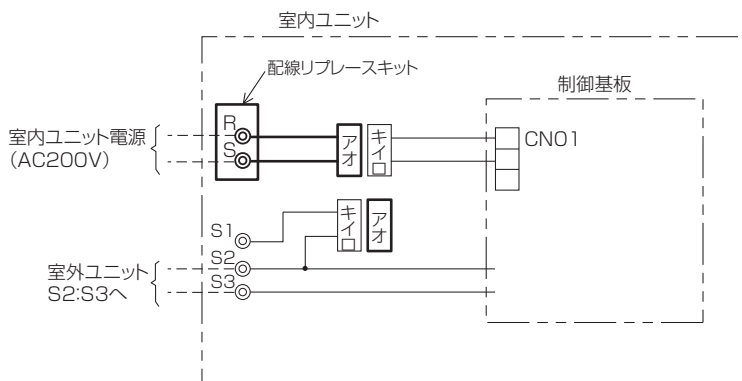 室内ユニット
配線リプレースキット
制御基板
R
S
室内ユニット電源
(AC200V)
アオ
キイロ
CN01
S1
S2
S3
キイロ
アオ
室外ユニット
S2:S3へ